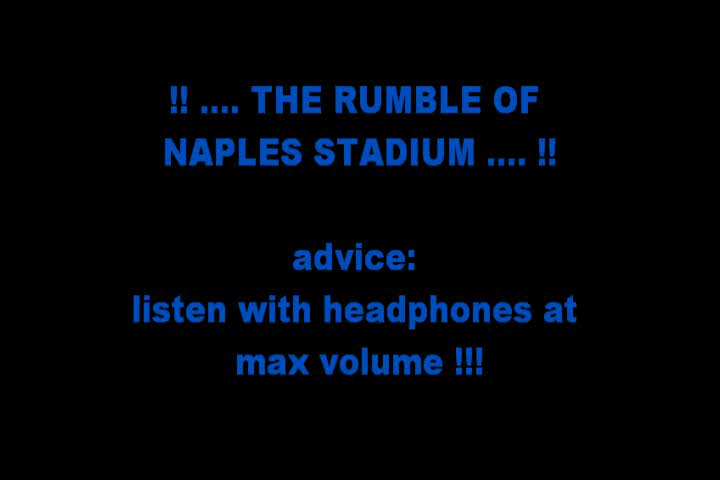 !! .... THE RUMBLE OF
NAPLES STADIUM .... !!
advice:
listen with headphones at
max volume !!!